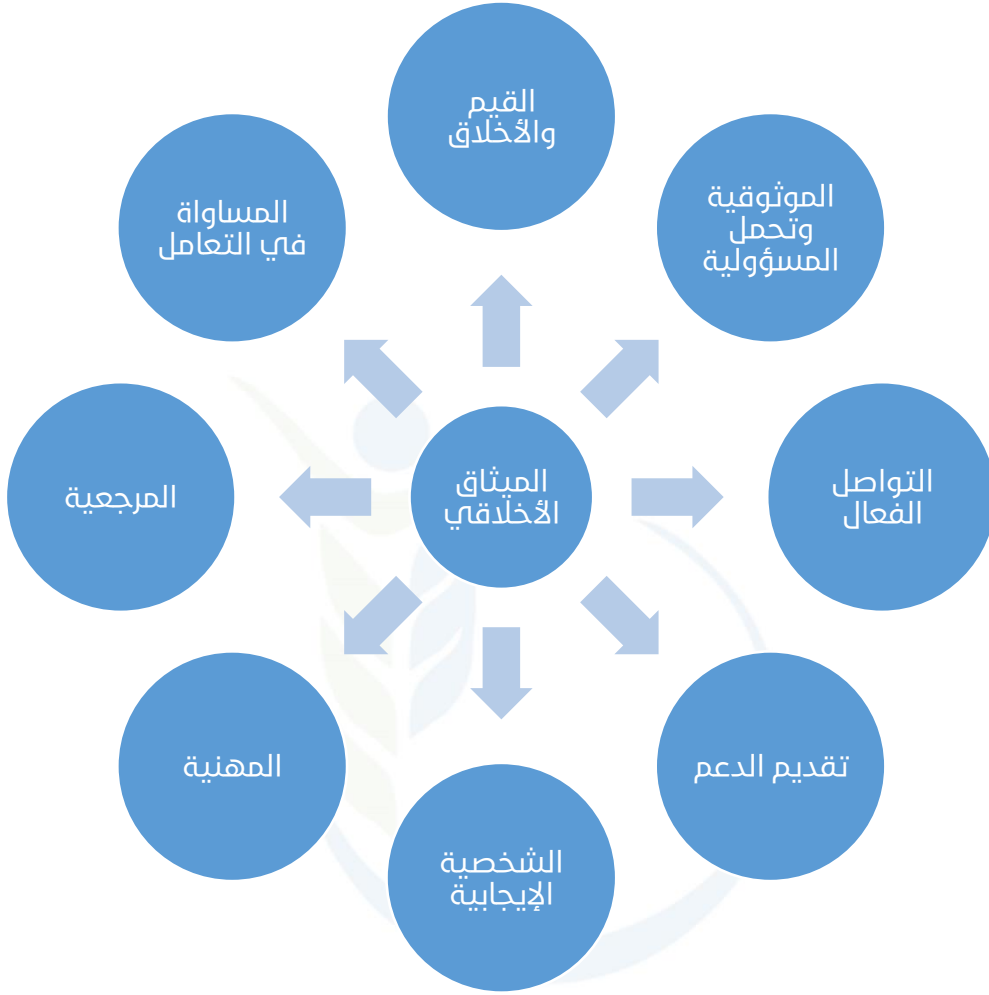 القيم
والأخلاق
الموثوقية
وتحمل
المسؤولية
التواصل
الفعال
تقديم الدعم
الشخصية
الإيجابية
المهنية
المرجعية
المساواة
في التعامل
الميثاق
الأخلاقي